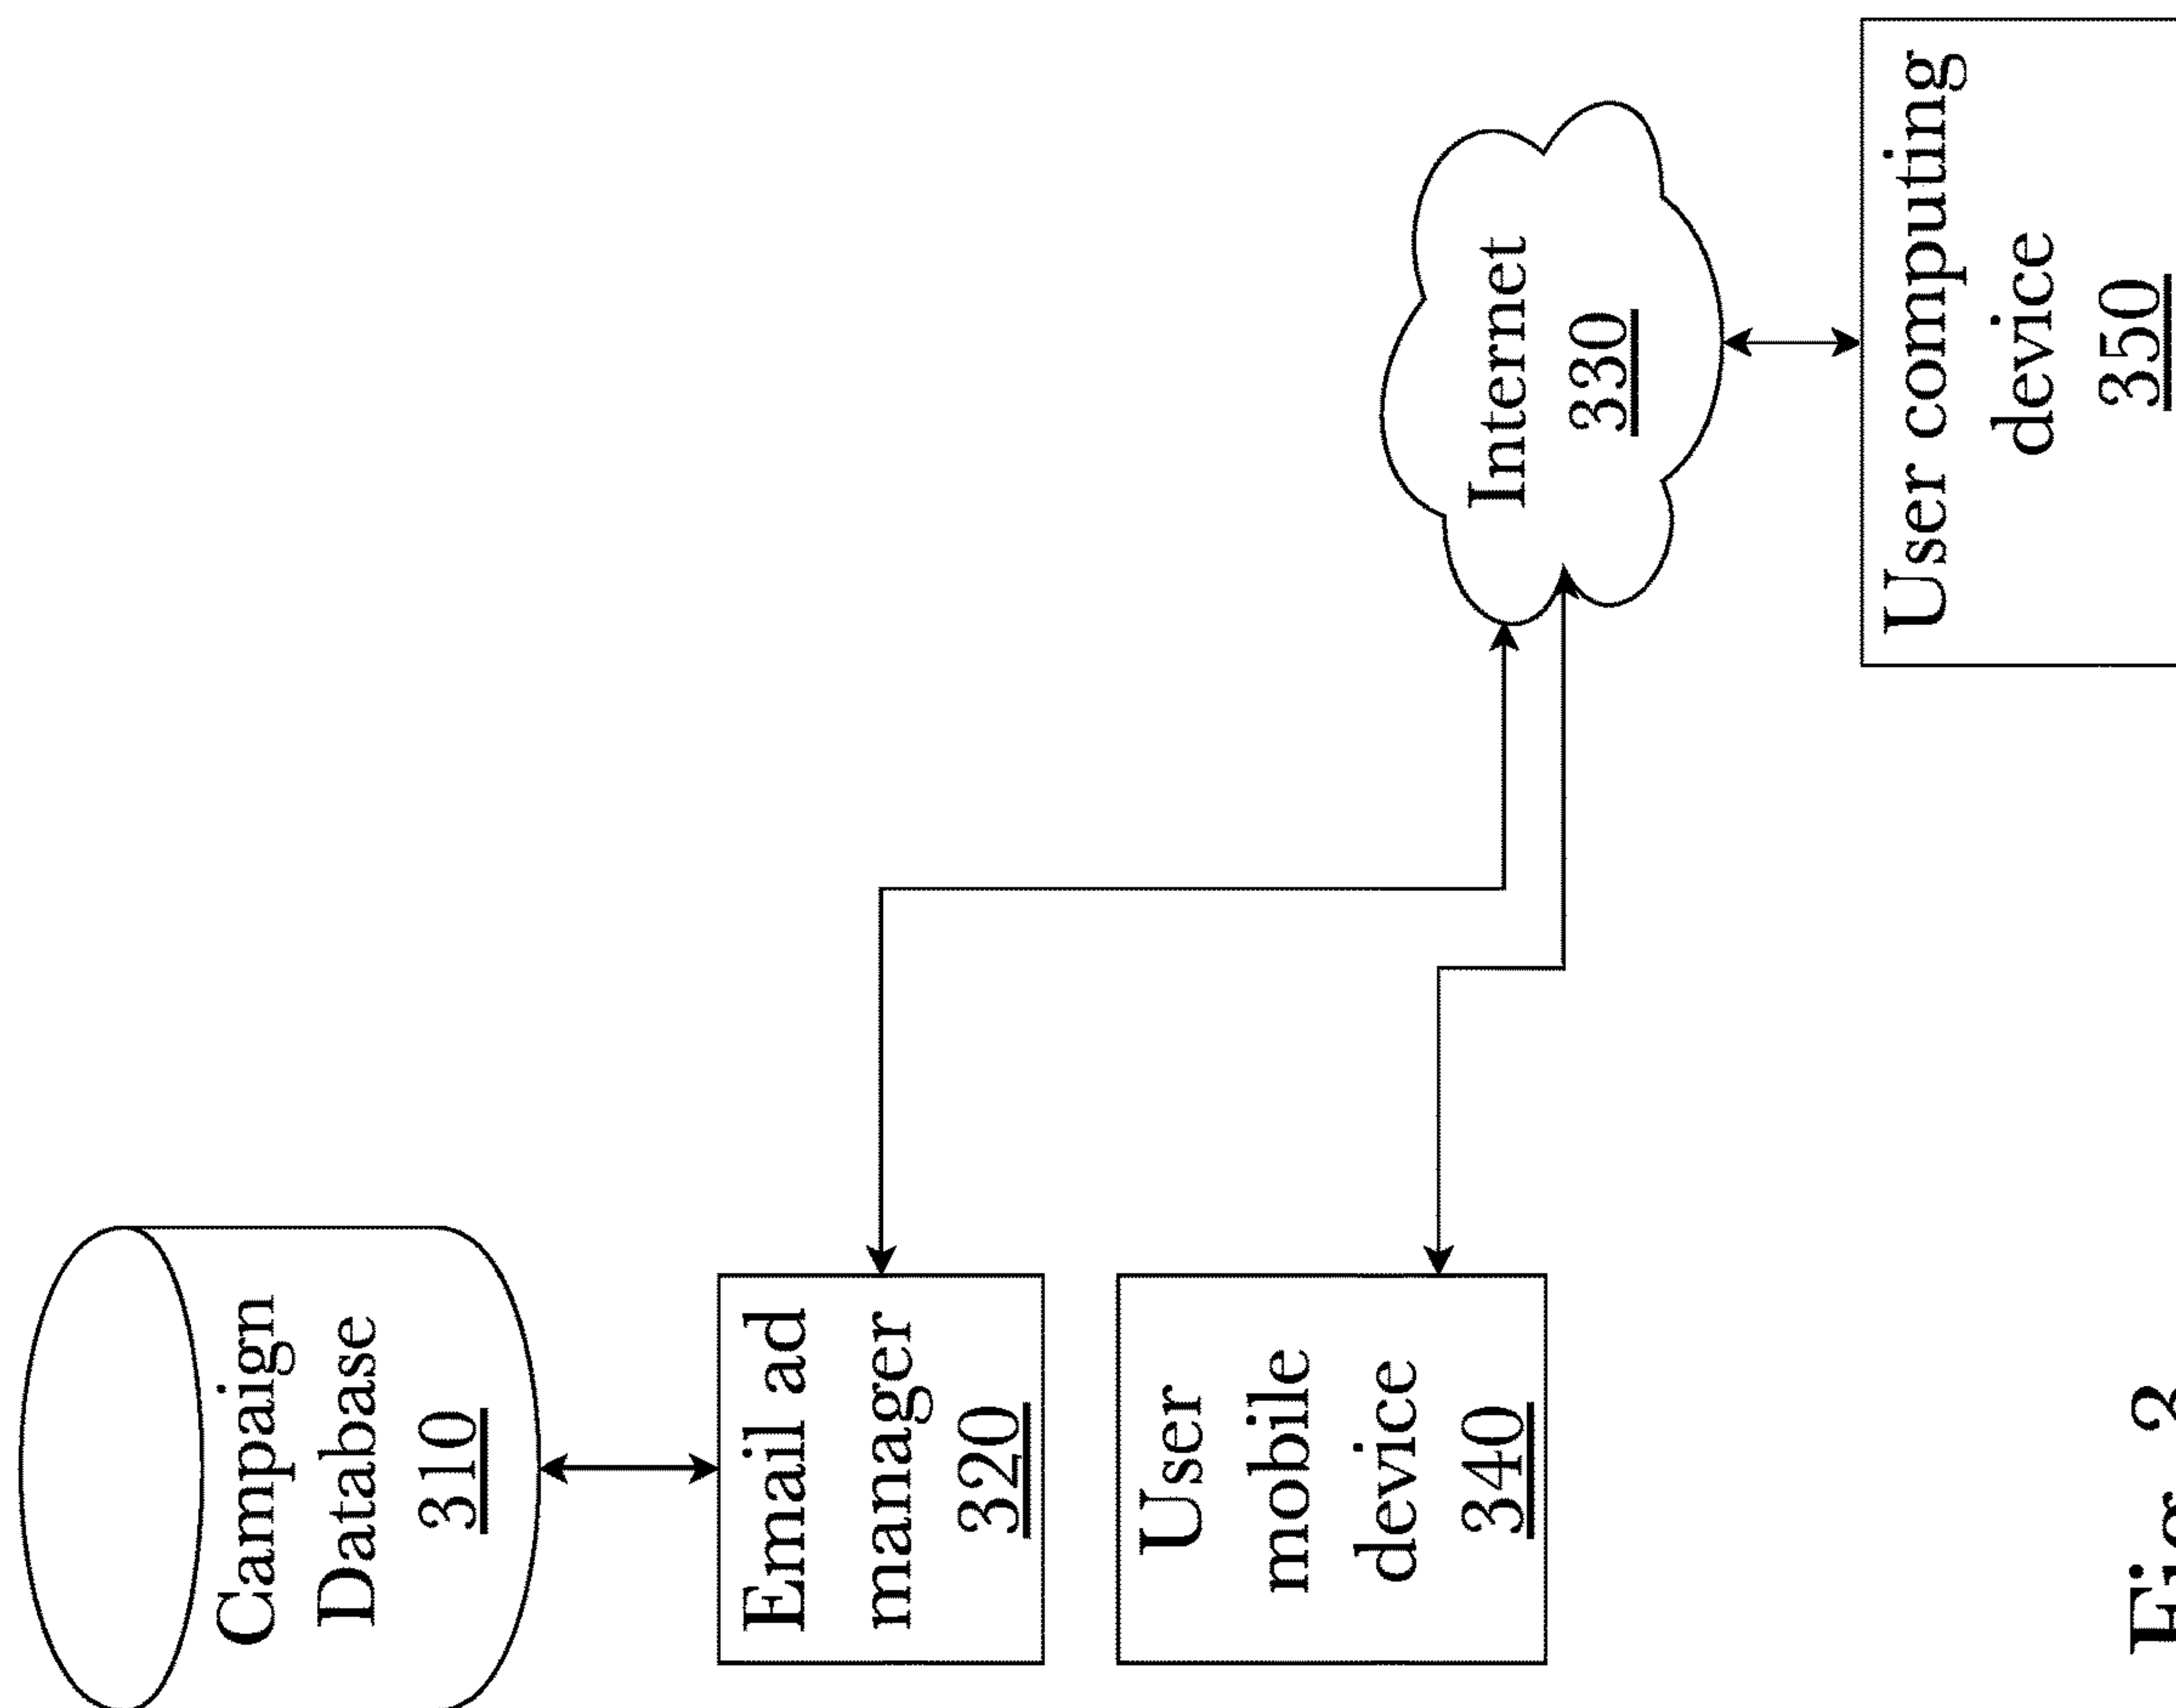 Campaign
Database
310
Email ad
manager
320
User
mobile
device
340
Internet
330
User computing
device
350